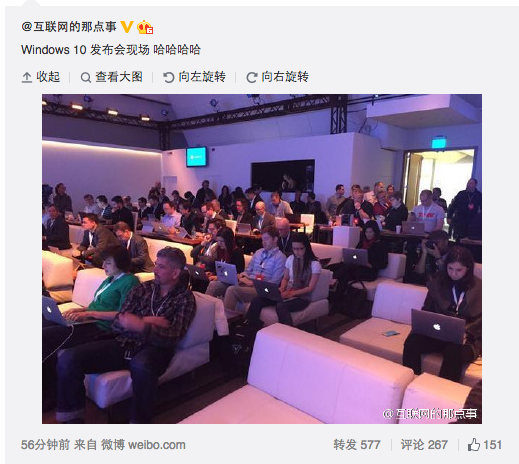 @互联网的那点事
Windows 10 发布会现场 哈哈哈哈
收起 查看大图 向左旋转 向右旋转
@互联网的那点事
56分钟前 来自 微博 weibo.com 转发 577 评论 267 151